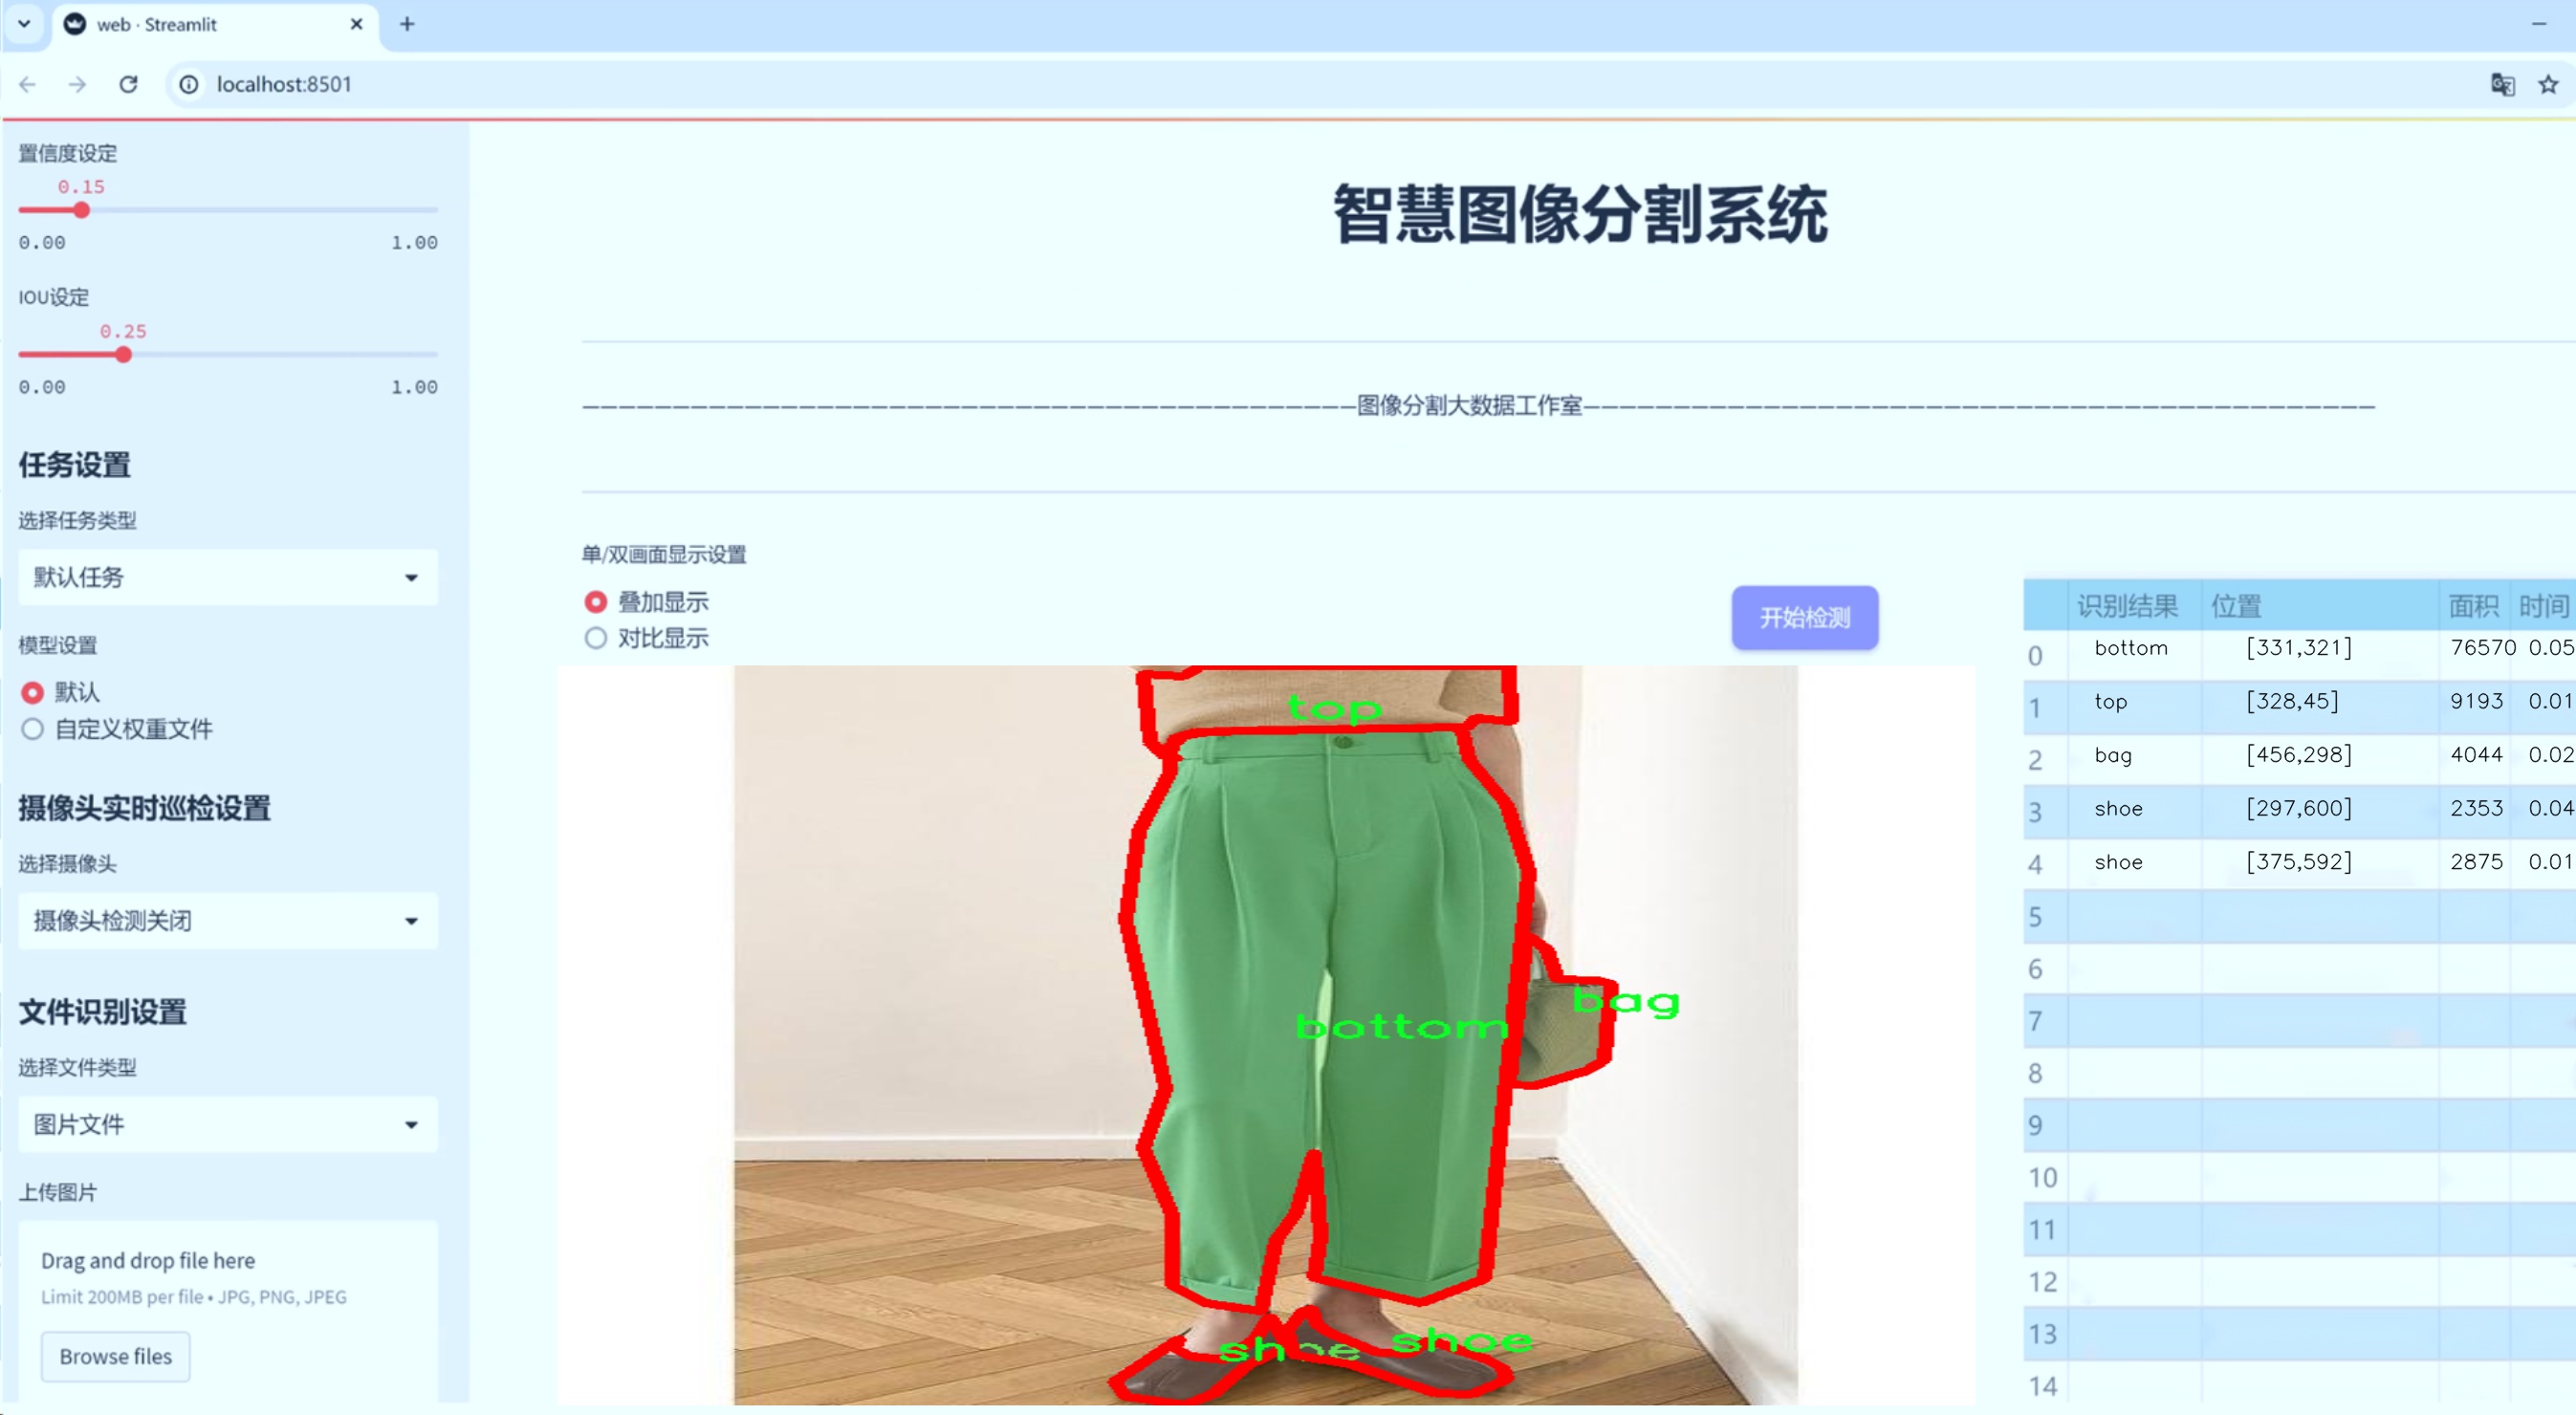 web · Streamlit
localhost:8501
置信度设定
0.15
0.00 1.00
IOU设定
0.25
0.00 1.00
任务设置
选择任务类型
默认任务
模型设置
默认
自定义权重文件
摄像头实时巡检设置
选择摄像头
摄像头检测关闭
文件识别设置
选择文件类型
图片文件
上传图片
Drag and drop file here
Limit 200MB per file • JPG, PNG, JPEG
Browse files
智慧图像分割系统
图像分割大数据工作室
单/双画面显示设置
叠加显示
对比显示
开始检测
top
bottom
bag
shoe
shoe
识别结果 位置 面积 时间
0 bottom [331,321] 76570 0.05
1 top [328,45] 9193 0.01
2 bag [456,298] 4044 0.02
3 shoe [297,600] 2353 0.04
4 shoe [375,592] 2875 0.01
5
6
7
8
9
10
11
12
13
14